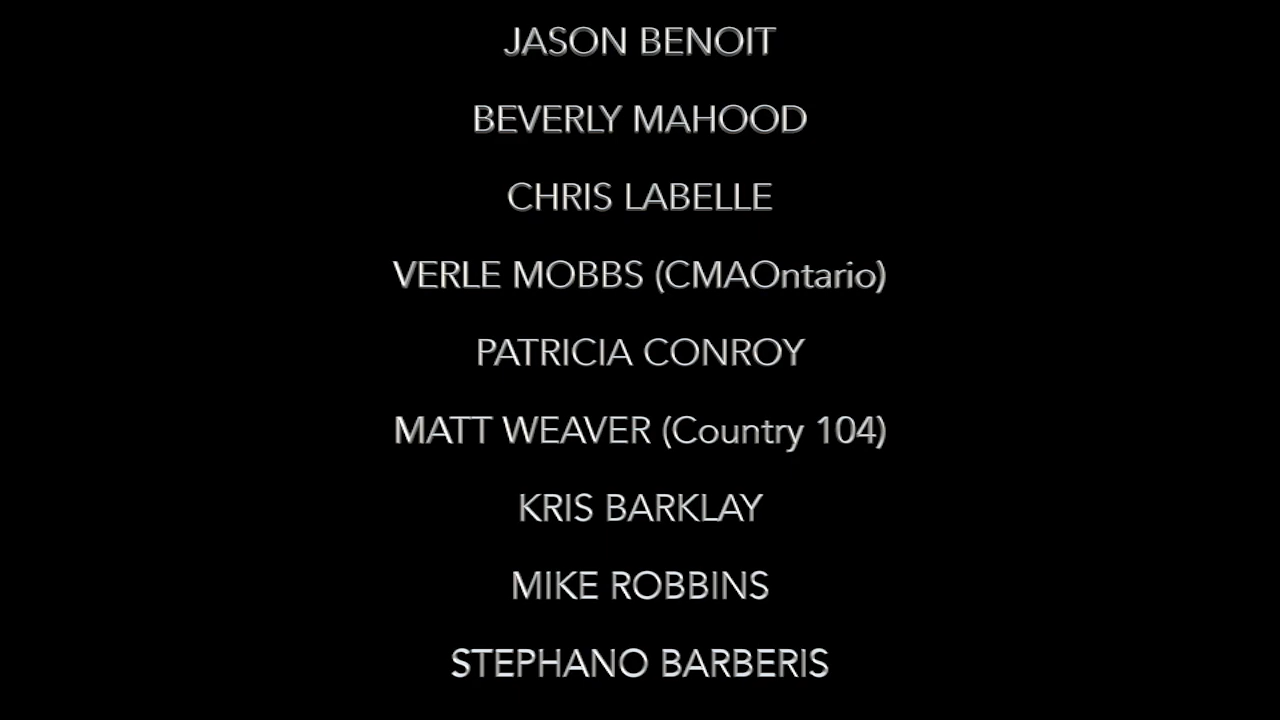 JASON BENOIT
BEVERLY MAHOOD
CHRIS LABELLE
VERLE MOBBS (CMAOntario)
PATRICIA CONROY
MATT WEAVER (Country 104)
KRIS BARKLAY
MIKE ROBBINS
STEPHANO BARBERIS